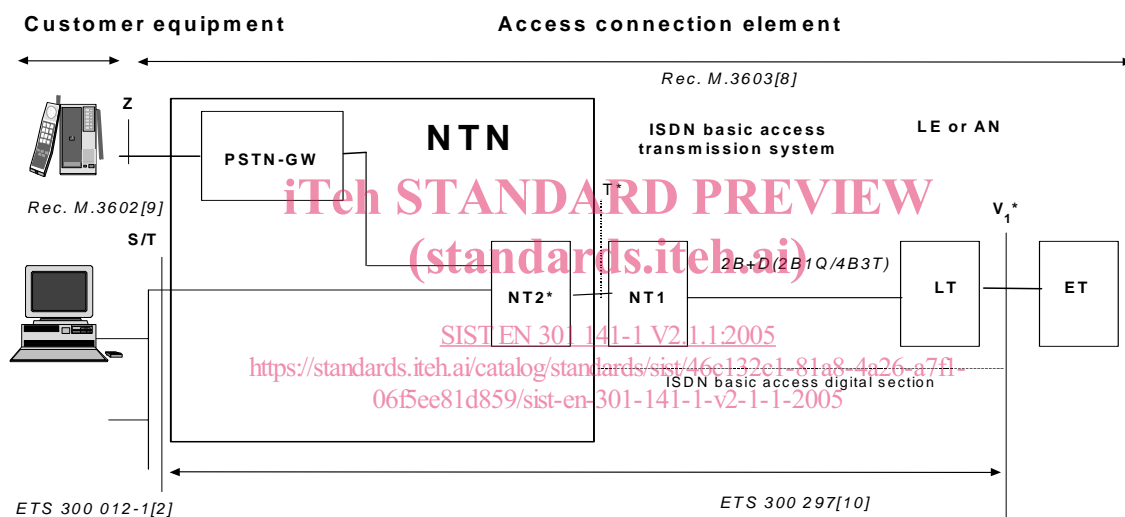 Customer equipment
Access connection element
Rec. M.3603[8]
Z
NTN
ISDN basic access
transmission system
LE or AN
PSTN-GW
iTeh STANDARD PREVIEW
T*
Rec. M.3602[9]
V1*
S/T
(standards.iteh.ai)
2B+D(2B1Q/4B3T)
NT2*
NT1
LT
ET
SIST EN 301 141-1 V2.1.1:2005
https://standards.iteh.ai/catalog/standards/sist/46c132c1-81a8-4a26-a7f1-
ISDN basic access digital section
06f5ee81d859/sist-en-301-141-1-v2-1-1-2005
ETS 300 012-1[2]
ETS 300 297[10]